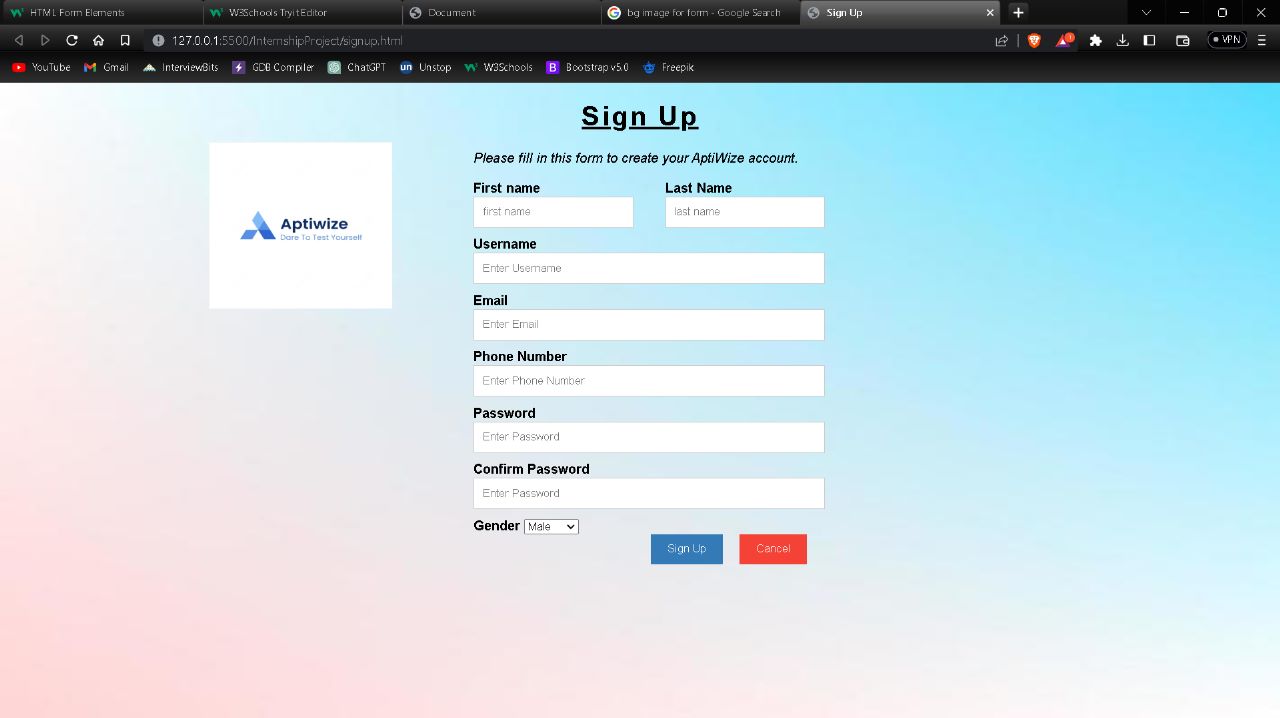 HTML Form Elements W3Schools Tryit Editor Document bg image for form - Google Search Sign Up
127.0.0.1:5500/InternshipProject/signup.html 1 VPN
YouTube Gmail InterviewBits GDB Compiler ChatGPT un Unstop W3Schools B Bootstrap v5.0 Freepik
Sign Up
Please fill in this form to create your AptiWize account.
Aptiwize
Dare To Test Yourself
First name Last Name
first name last name
Username
Enter Username
Email
Enter Email
Phone Number
Enter Phone Number
Password
Enter Password
Confirm Password
Enter Password
Gender Male
Sign Up Cancel